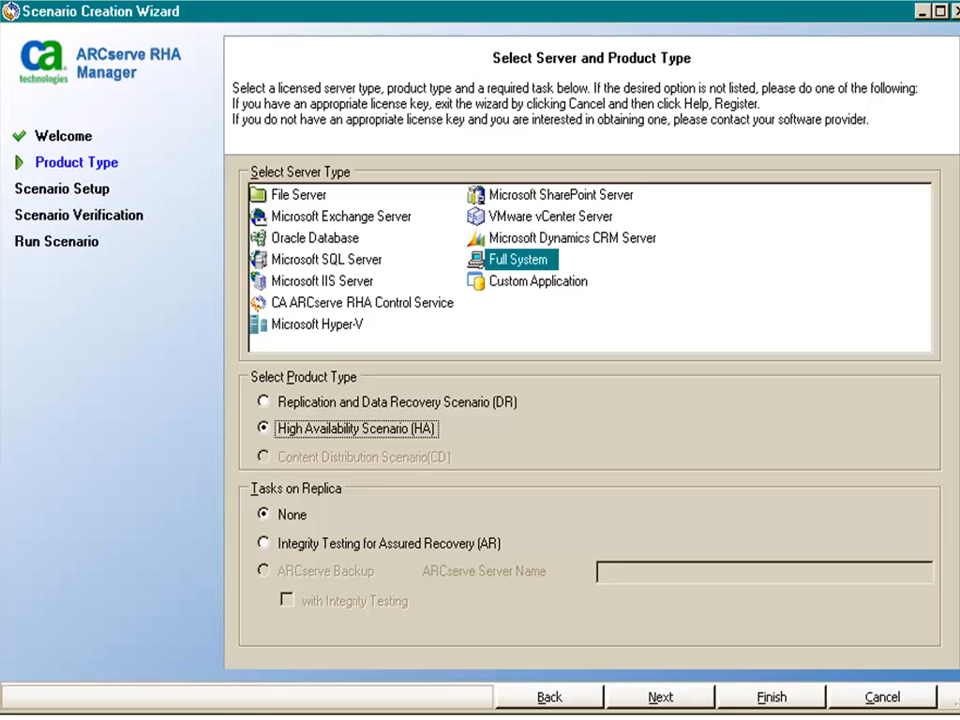 Scenario Creation Wizard
ca
technologies
ARCserve RHA
Manager
Welcome
Product Type
Scenario Setup
Scenario Verification
Run Scenario
Select Server and Product Type
Select a licensed server type, product type and a required task below. If the desired option is not listed, please do one of the following:
If you have an appropriate license key, exit the wizard by clicking Cancel and then click Help, Register.
If you do not have an appropriate license key and you are interested in obtaining one, please contact your software provider.
Select Server Type
File Server
Microsoft Exchange Server
Oracle Database
Microsoft SQL Server
Microsoft IIS Server
CA ARCserve RHA Control Service
Microsoft Hyper-V
Microsoft SharePoint Server
VMware vCenter Server
Microsoft Dynamics CRM Server
Full System
Custom Application
Select Product Type
Replication and Data Recovery Scenario (DR)
High Availability Scenario (HA)
Content Distribution Scenario(CD)
Tasks on Replica
None
Integrity Testing for Assured Recovery (AR)
ARCserve Backup ARCserve Server Name
with Integrity Testing
Back Next Finish Cancel